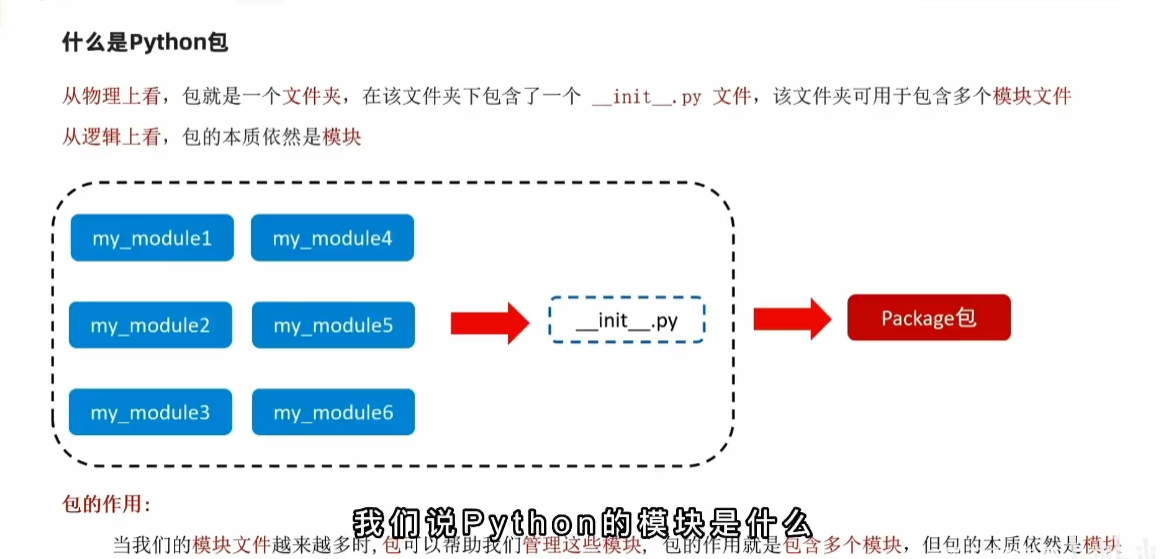 什么是Python包
从物理上看，包就是一个文件夹，在该文件夹下包含了一个 __init__.py 文件，该文件夹可用于包含多个模块文件
从逻辑上看，包的本质依然是模块
my_module1 my_module4
my_module2 my_module5 __init__.py Package包
my_module3 my_module6
包的作用:
我们说Python的模块是什么
当我们的模块文件越来越多时,包可以帮助我们管理这些模块, 包的作用就是包含多个模块，但包的本质依然是模块